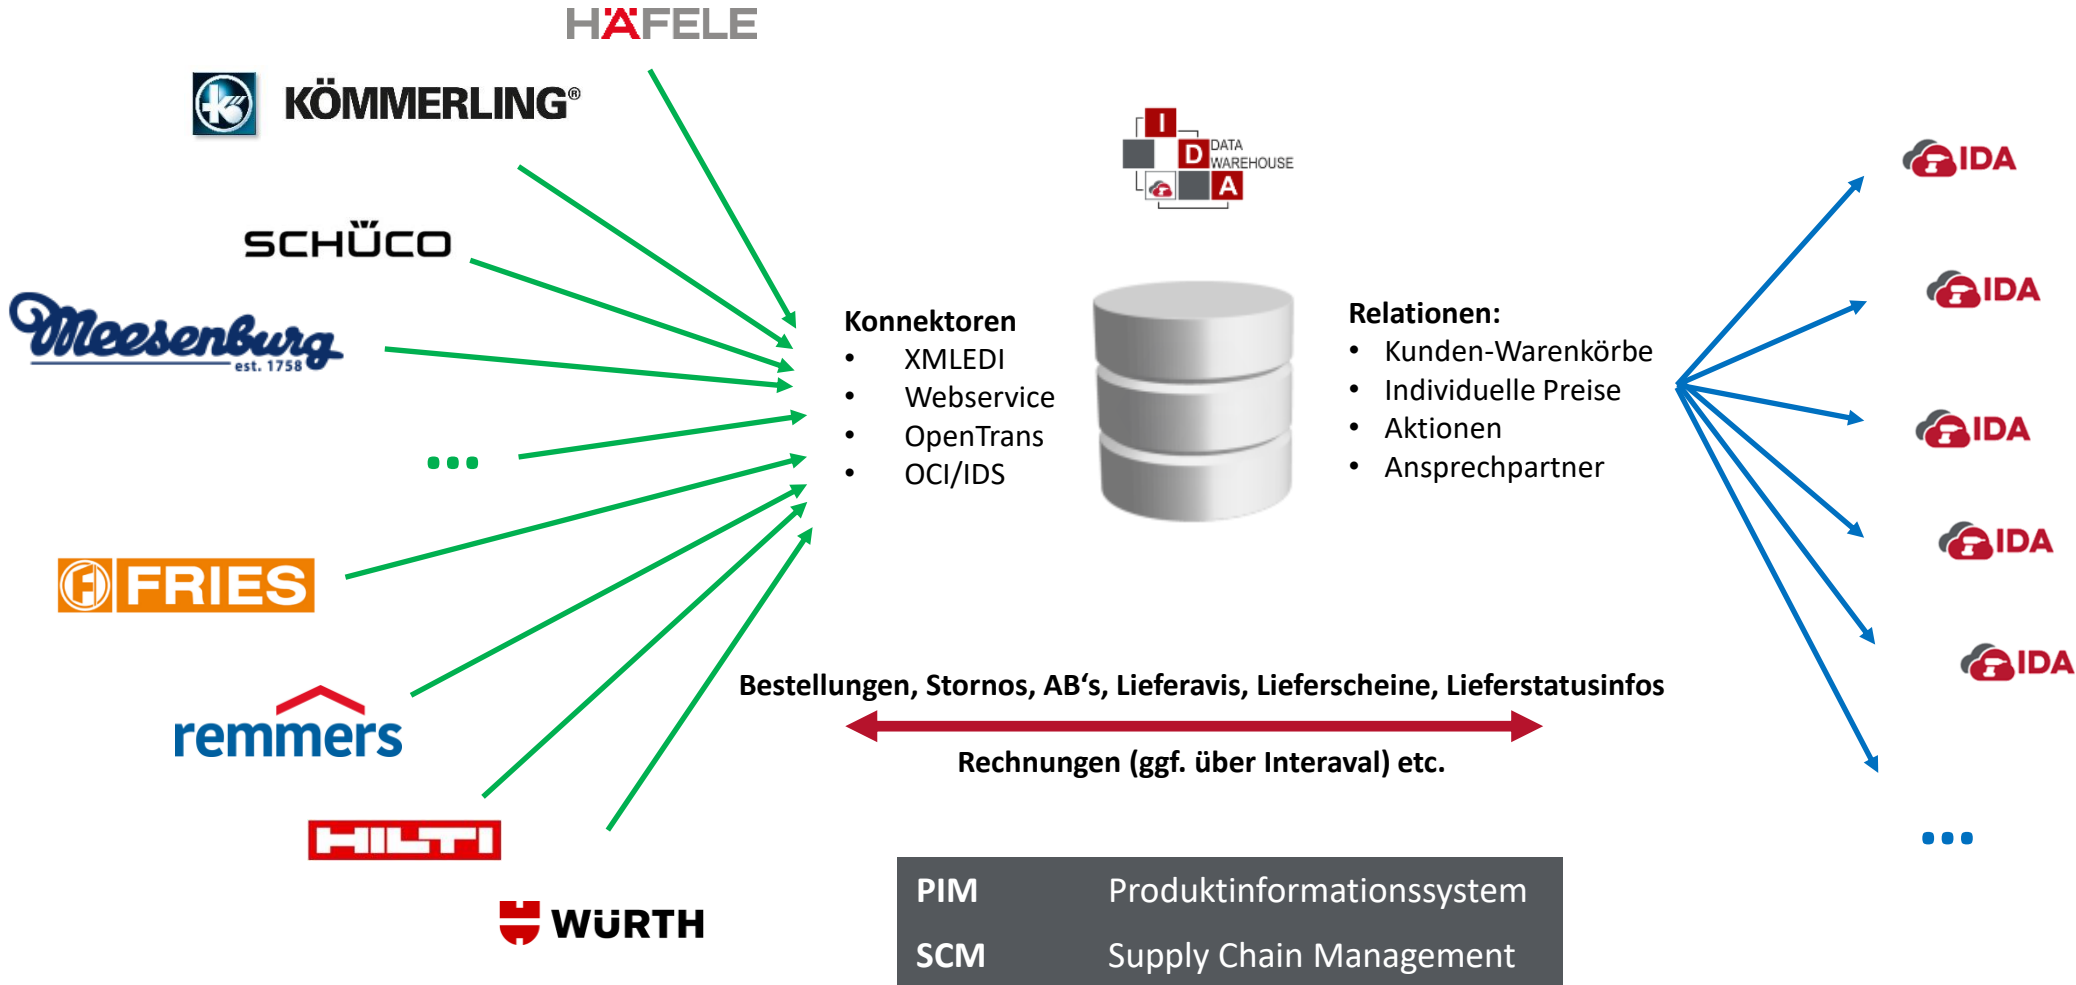 HÄFELE
KÖMMERLING®
SCHÜCO
Meesenburg
est. 1758
...
FRIES
remmers
HILTI
WÜRTH
I
D DATA
WAREHOUSE
A
Konnektoren
• XMLEDI
• Webservice
• OpenTrans
• OCI/IDS
Relationen:
• Kunden-Warenkörbe
• Individuelle Preise
• Aktionen
• Ansprechpartner
Bestellungen, Stornos, AB‘s, Lieferavis, Lieferscheine, Lieferstatusinfos
Rechnungen (ggf. über Interaval) etc.
PIM Produktinformationssystem
SCM Supply Chain Management
IDA
IDA
IDA
IDA
IDA
...